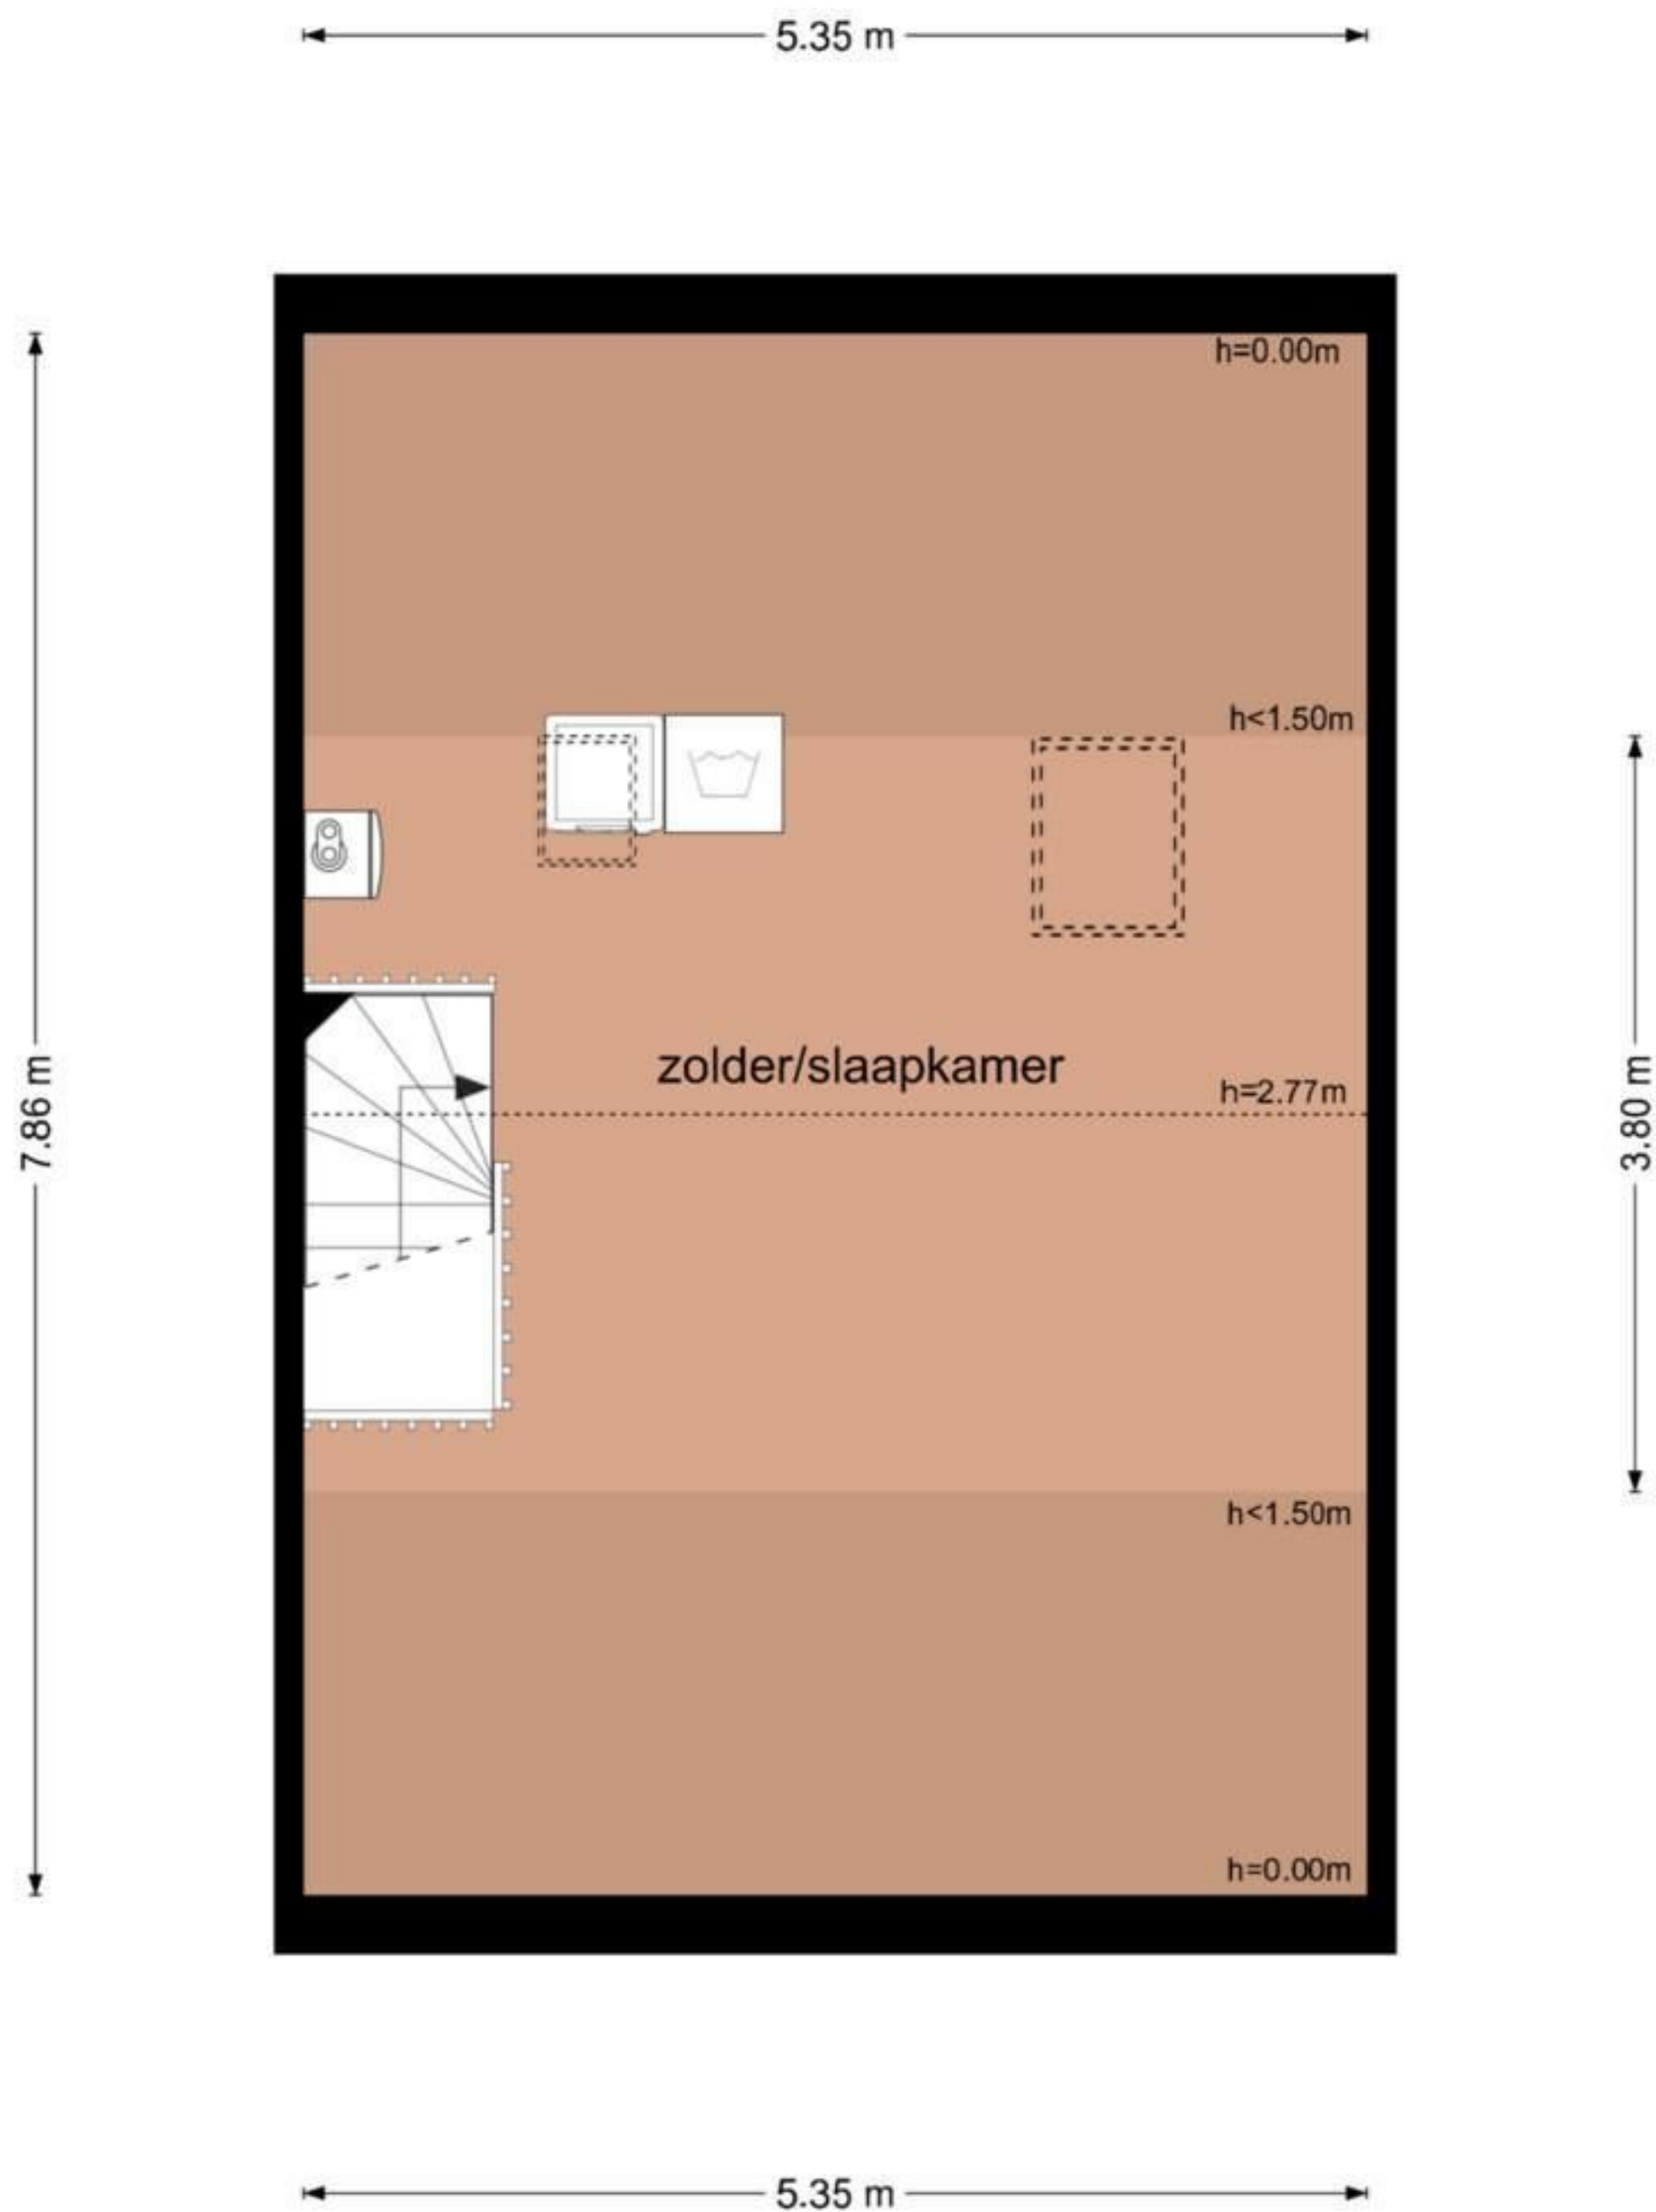 5.35 m
h=0.00m
h<1.50m
zolder/slaapkamer
h=2.77m
7.86 m
3.80 m
h<1.50m
h=0.00m
5.35 m